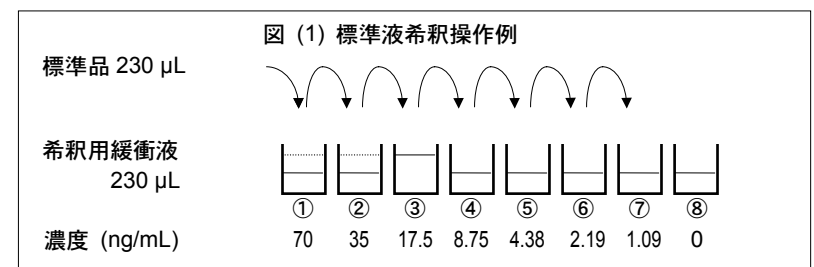 図 (1) 標準液希釈操作例
標準品 230 µL
希釈用緩衝液
230 µL
① ② ③ ④ ⑤ ⑥ ⑦ ⑧
濃度 (ng/mL) 70 35 17.5 8.75 4.38 2.19 1.09 0